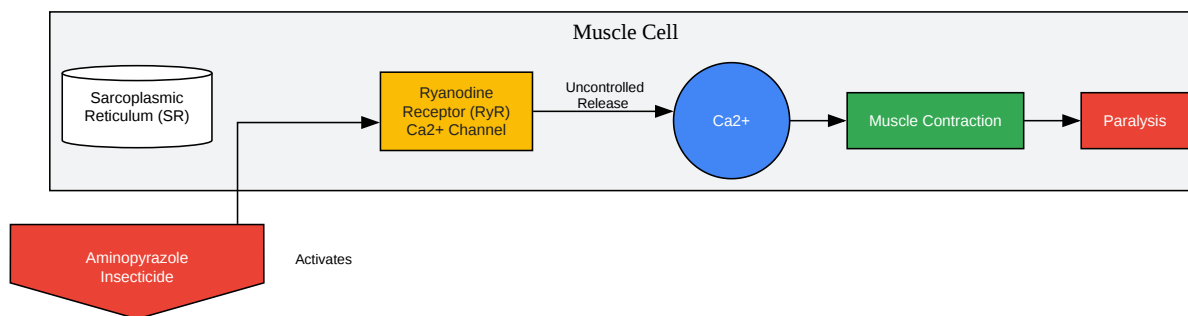 Muscle Cell
Sarcoplasmic
Reticulum (SR)
Ryanodine
Receptor (RyR)
Ca2+ Channel
Uncontrolled
Release
Ca2+
Muscle Contraction
Paralysis
Aminopyrazole
Insecticide
Activates